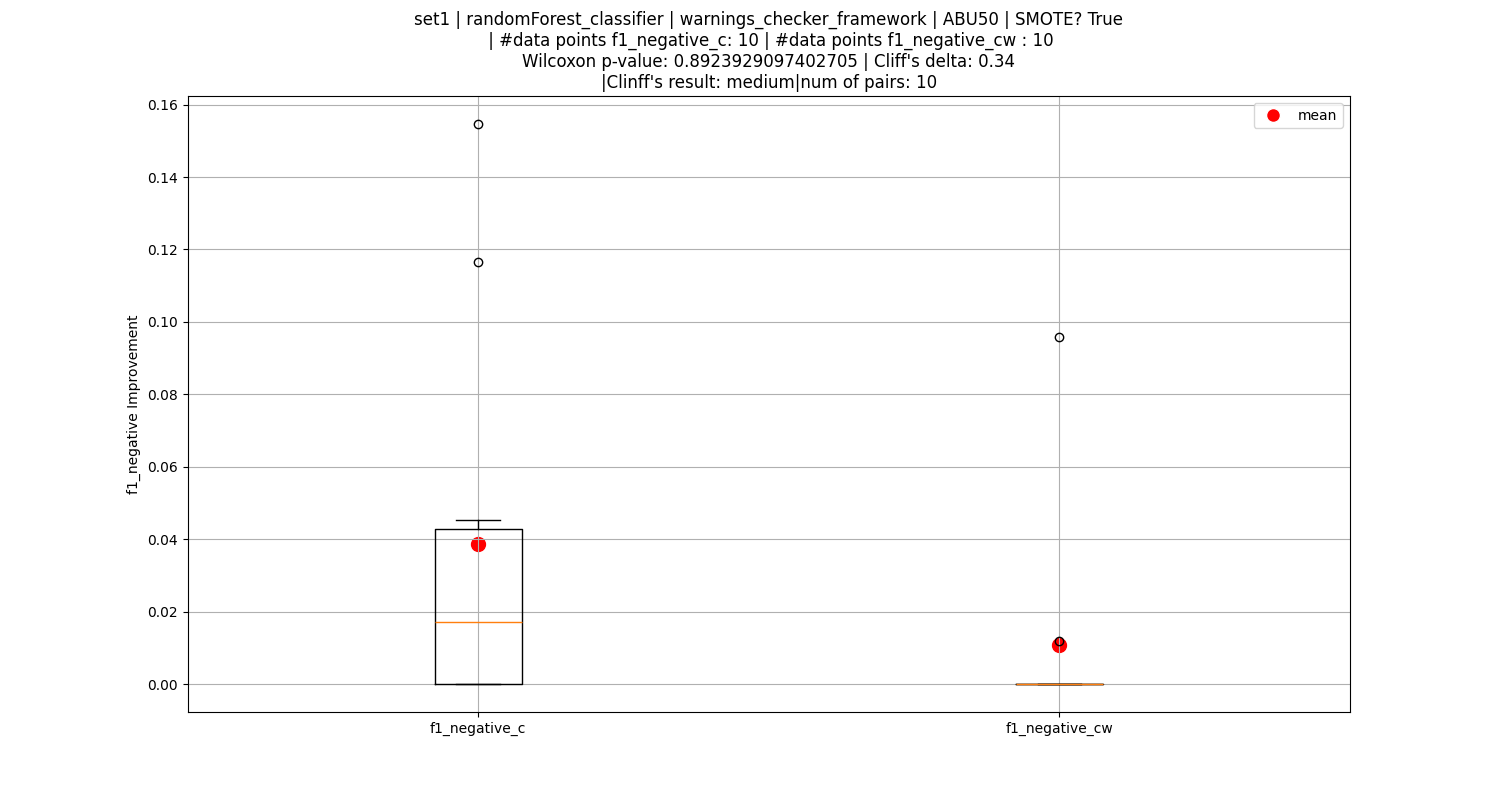 set1 | randomForest_classifier | warnings_checker_framework | ABU50 | SMOTE? True
| #data points f1_negative_c: 10 | #data points f1_negative_cw : 10
Wilcoxon p-value: 0.8923929097402705 | Cliff's delta: 0.34
|Clinff's result: medium|num of pairs: 10
mean
0.16
0.14
0.12
0.10
0.08
0.06
0.04
0.02
0.00
f1_negative Improvement
f1_negative_c
f1_negative_cw